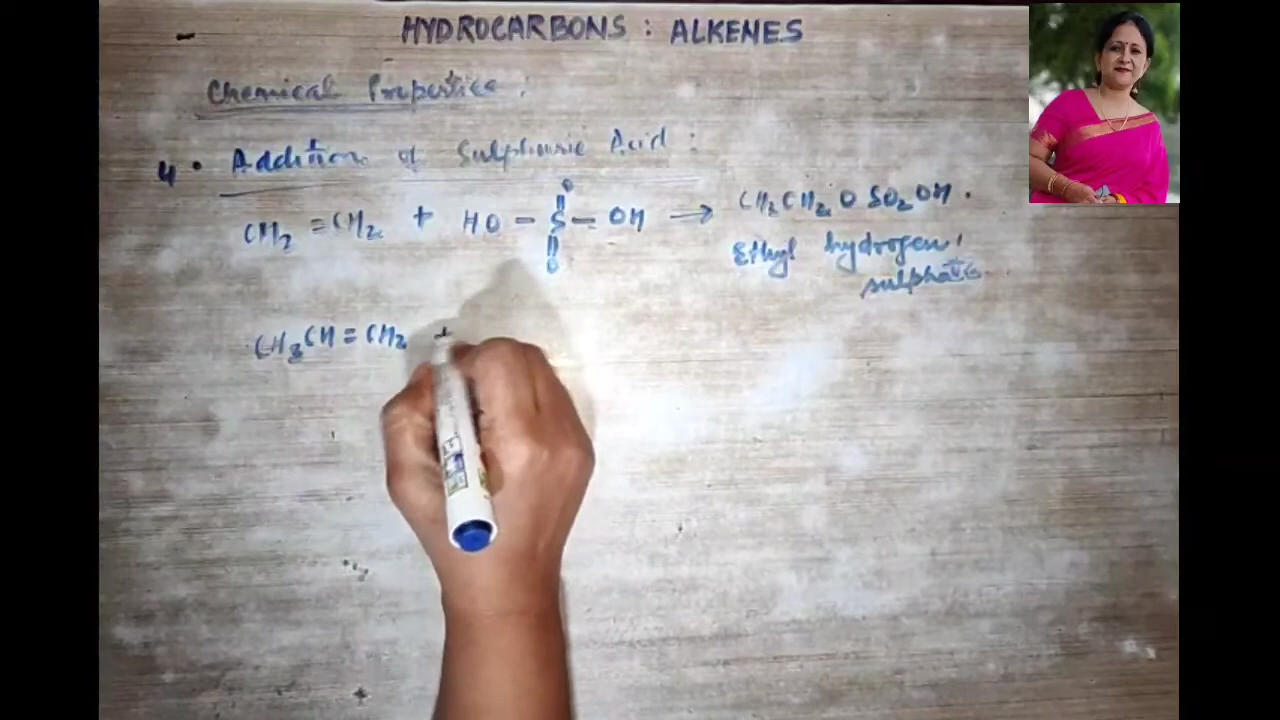 HYDROCARBONS : ALKENES
Chemical Properties :
4. Addition of Sulphuric Acid :
CH2 = CH2 + HO - S - OH → CH3CH2 O SO2 OH .
O
O
Ethyl hydrogen
sulphate
CH3CH = CH2 +